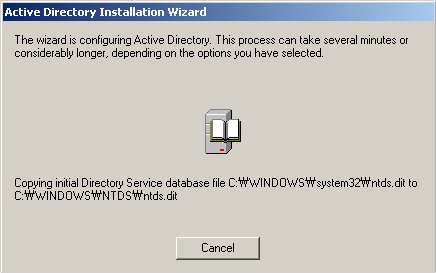 Active Directory Installation Wizard
The wizard is configuring Active Directory. This process can take several minutes or
considerably longer, depending on the options you have selected.
Copying initial Directory Service database file C:₩WINDOWS₩system32₩ntds.dit to
C:₩WINDOWS₩NTDS₩ntds.dit
Cancel